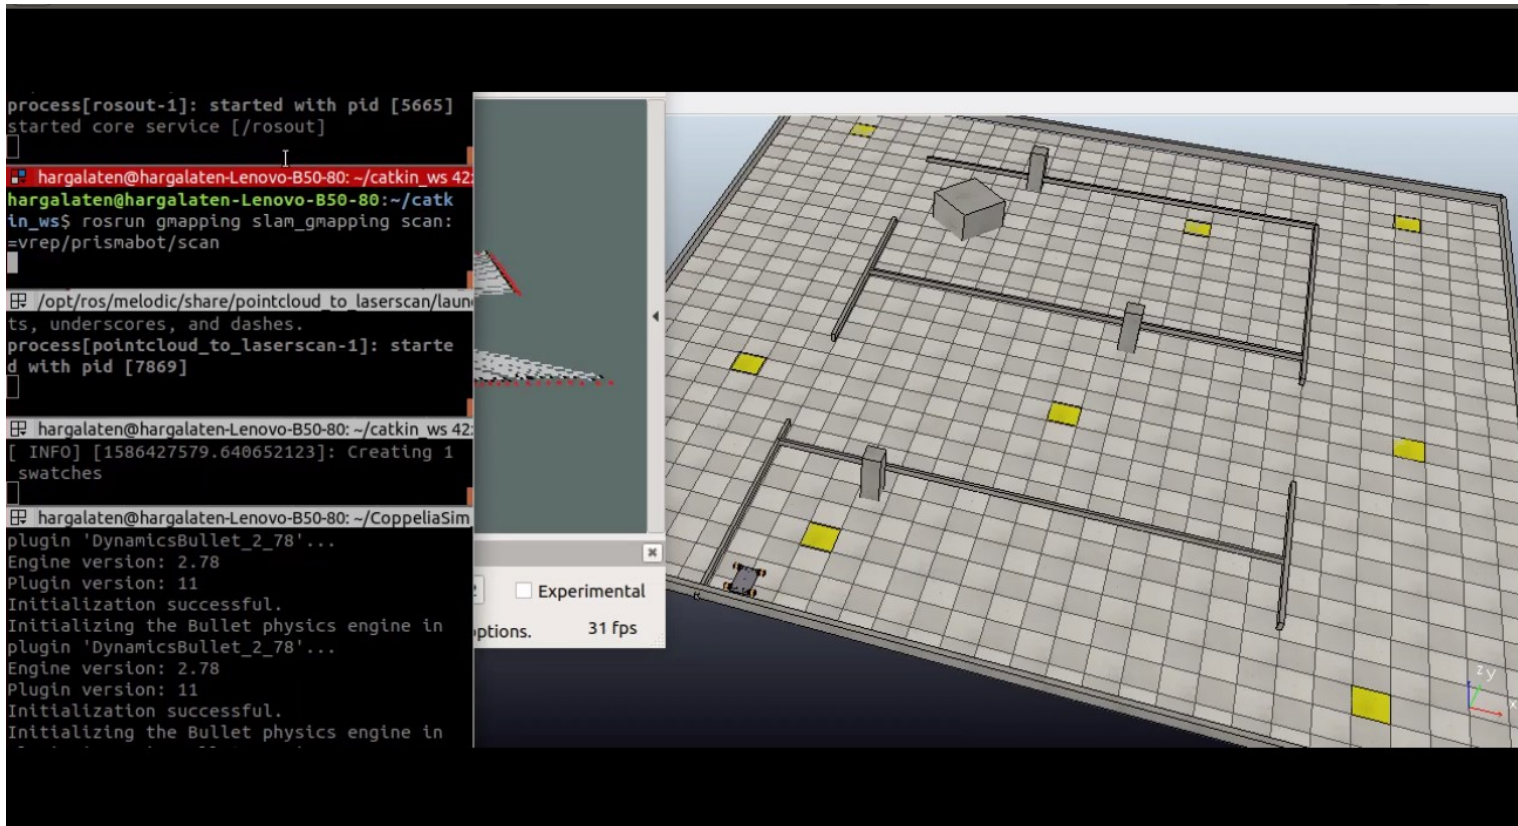 process[rosout-1]: started with pid [5665]
started core service [/rosout]
hargalaten@hargalaten-Lenovo-B50-80: ~/catkin_ws 42
hargalaten@hargalaten-Lenovo-B50-80:~/catk
in_ws$ rosrun gmapping slam_gmapping scan:
=vrep/prismabot/scan
/opt/ros/melodic/share/pointcloud_to_laserscan/laun
ts, underscores, and dashes.
process[pointcloud_to_laserscan-1]: starte
d with pid [7869]
hargalaten@hargalaten-Lenovo-B50-80: ~/catkin_ws 42
[ INFO] [1586427579.640652123]: Creating 1
swatches
hargalaten@hargalaten-Lenovo-B50-80: ~/CoppeliaSim
plugin 'DynamicsBullet_2_78'...
Engine version: 2.78
Plugin version: 11
Initialization successful.
Initializing the Bullet physics engine in
plugin 'DynamicsBullet_2_78'...
Engine version: 2.78
Plugin version: 11
Initialization successful.
Initializing the Bullet physics engine in
Experimental
ptions.
31 fps
z y
x